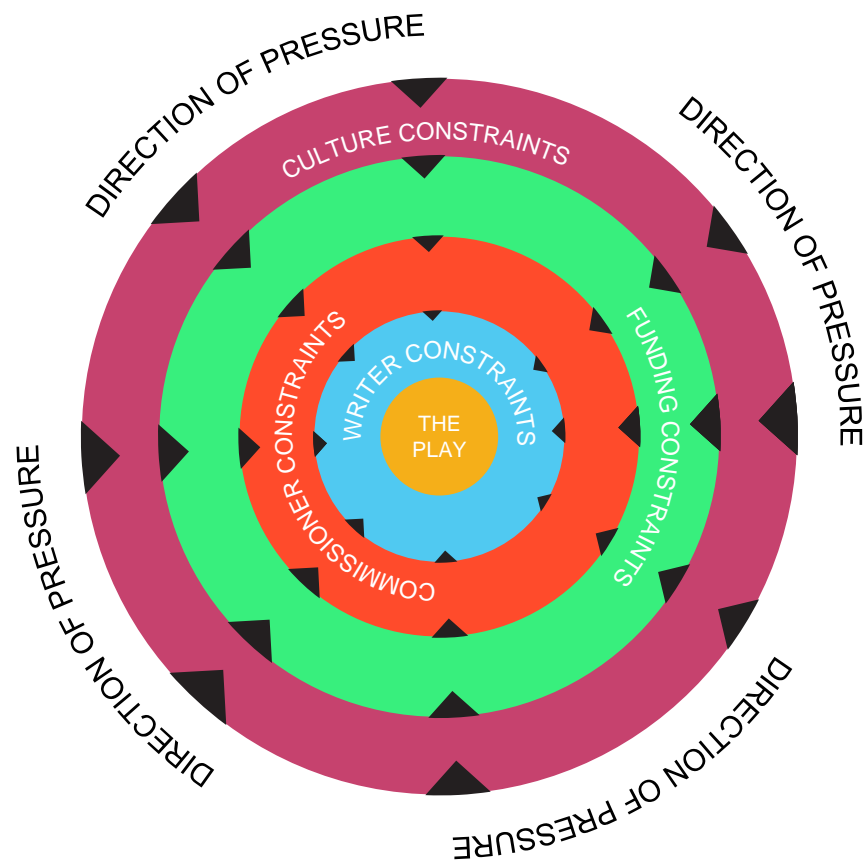 DIRECTION OF PRESSURE
DIRECTION OF PRESSURE
CULTURE CONSTRAINTS
FUNDING CONSTRAINTS
COMMISSIONER CONSTRAINTS
WRITER CONSTRAINTS
THE
PLAY
DIRECTION OF PRESSURE
DIRECTION OF PRESSURE